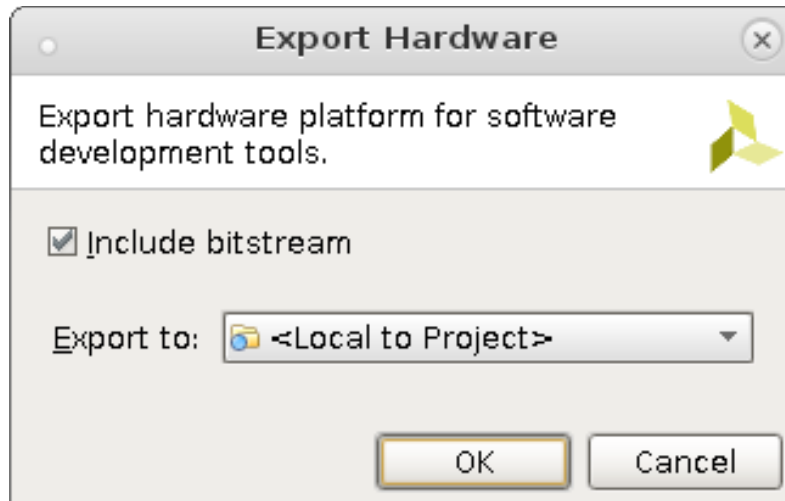 Export Hardware
Export hardware platform for software
development tools.
Include bitstream
Export to: <Local to Project>
OK Cancel